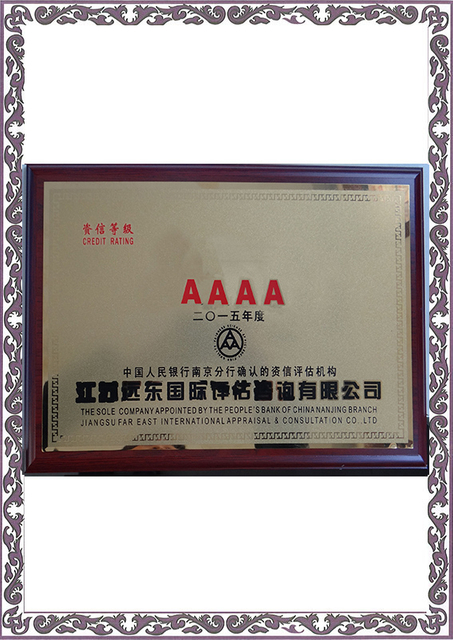 资信等级
CREDIT RATING
AAAA
二〇一五年度
中国人民银行南京分行确认的资信评估机构
江苏远东国际评估咨询有限公司
THE SOLE COMPANY APPOINTED BY THE PEOPLE'S BANK OF CHINA NANJING BRANCH
JIANGSU FAR EAST INTERNATIONAL APPRAISAL & CONSULTATION CO.,LTD